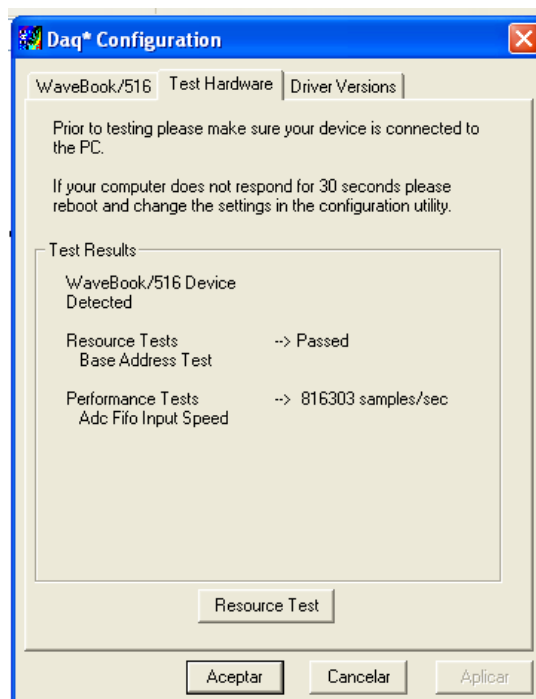 Daq* Configuration
WaveBook/516 Test Hardware Driver Versions
Prior to testing please make sure your device is connected to
the PC.
If your computer does not respond for 30 seconds please
reboot and change the settings in the configuration utility.
Test Results
WaveBook/516 Device
Detected
Resource Tests --> Passed
Base Address Test
Performance Tests --> 816303 samples/sec
Adc Fifo Input Speed
Resource Test
Aceptar Cancelar Aplicar